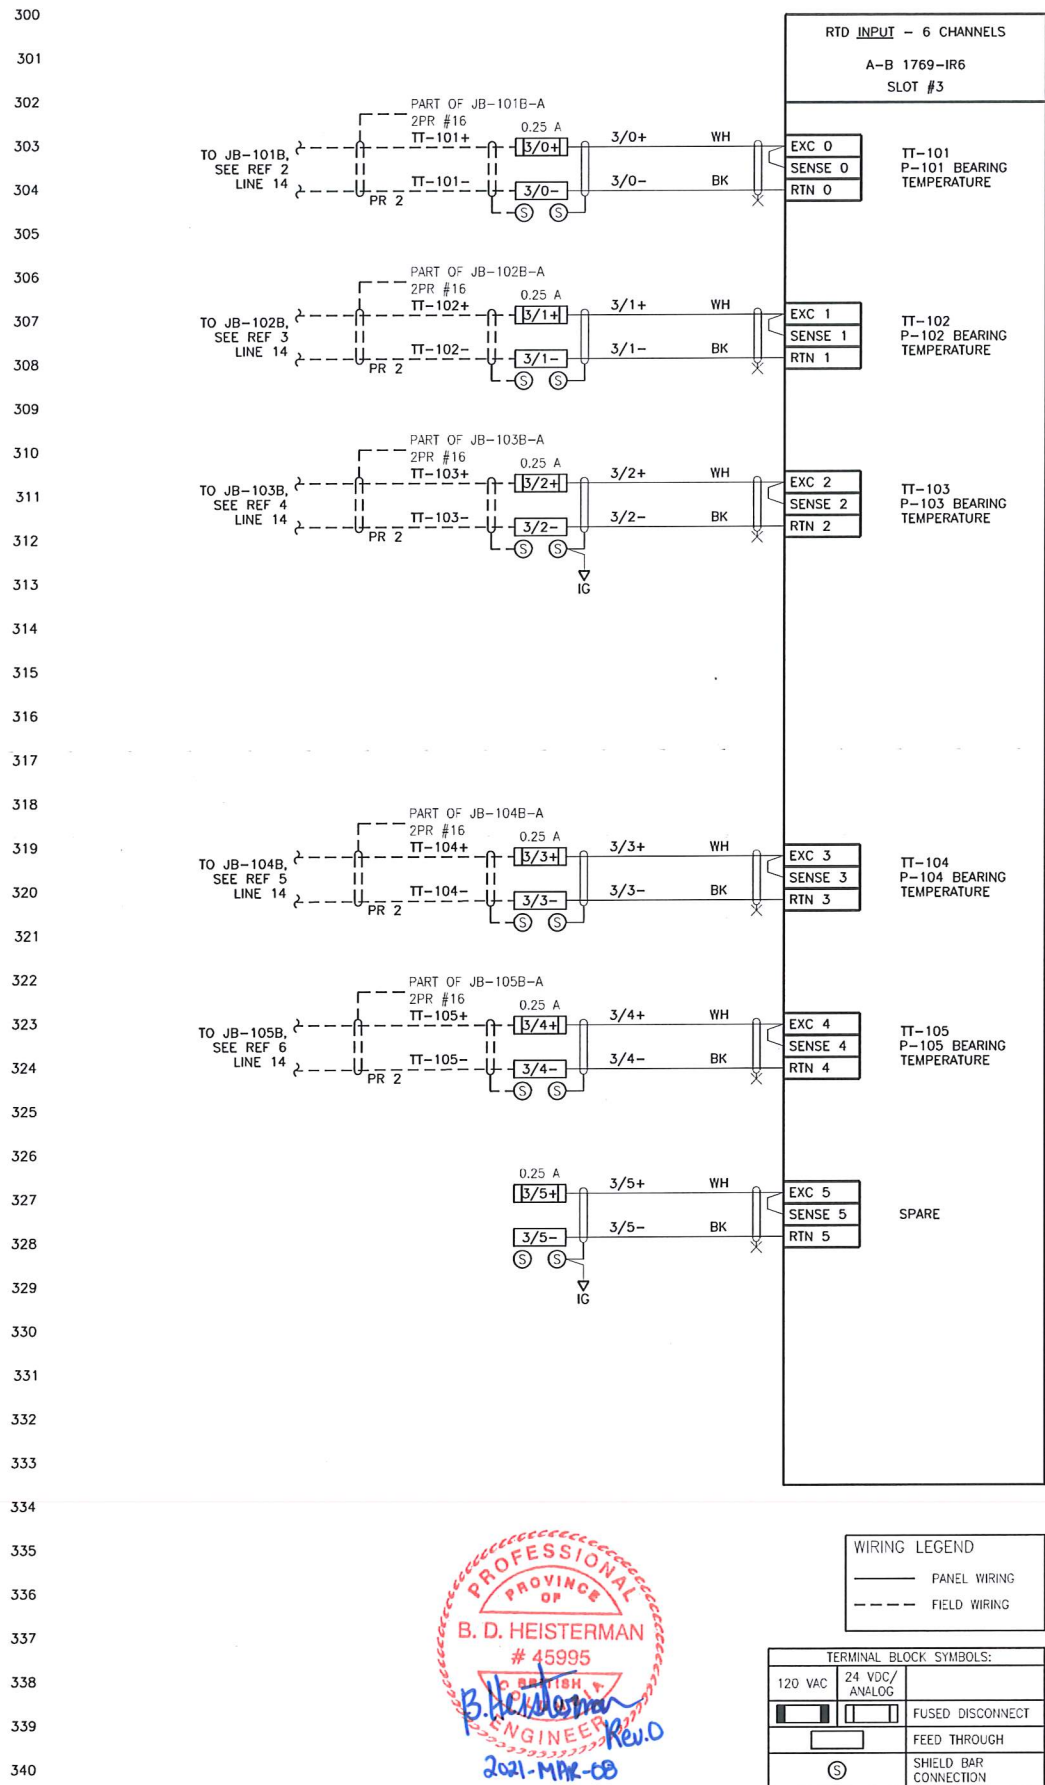 300
RTD INPUT - 6 CHANNELS
301
A-B 1769-IR6
SLOT #3
302
PART OF JB-101B-A
2PR #16
0.25 A
303
TO JB-101B,
SEE REF 2
LINE 14
TT-101+
3/0+
3/0+
WH
EXC 0
SENSE 0
TT-101
P-101 BEARING
TEMPERATURE
304
TT-101-
PR 2
3/0-
3/0-
BK
RTN 0
S S
305
306
PART OF JB-102B-A
2PR #16
0.25 A
307
TO JB-102B,
SEE REF 3
LINE 14
TT-102+
3/1+
3/1+
WH
EXC 1
SENSE 1
TT-102
P-102 BEARING
TEMPERATURE
308
TT-102-
PR 2
3/1-
3/1-
BK
RTN 1
S S
309
310
PART OF JB-103B-A
2PR #16
0.25 A
311
TO JB-103B,
SEE REF 4
LINE 14
TT-103+
3/2+
3/2+
WH
EXC 2
SENSE 2
TT-103
P-103 BEARING
TEMPERATURE
312
TT-103-
PR 2
3/2-
3/2-
BK
RTN 2
S S
IG
313
314
315
316
317
318
PART OF JB-104B-A
2PR #16
0.25 A
319
TO JB-104B,
SEE REF 5
LINE 14
TT-104+
3/3+
3/3+
WH
EXC 3
SENSE 3
TT-104
P-104 BEARING
TEMPERATURE
320
TT-104-
PR 2
3/3-
3/3-
BK
RTN 3
S S
321
322
PART OF JB-105B-A
2PR #16
0.25 A
323
TO JB-105B,
SEE REF 6
LINE 14
TT-105+
3/4+
3/4+
WH
EXC 4
SENSE 4
TT-105
P-105 BEARING
TEMPERATURE
324
TT-105-
PR 2
3/4-
3/4-
BK
RTN 4
S S
325
326
0.25 A
327
3/5+
3/5+
WH
EXC 5
SENSE 5
SPARE
328
3/5-
3/5-
BK
RTN 5
S S
329
IG
330
331
332
333
334
335
336
337
338
339
340
PROFESSIONAL
PROVINCE
OF
B. D. HEISTERMAN
# 45995
BRITISH
COLUMBIA
ENGINEER
B.Heisterman
Rev.0
2021-MAR-08
WIRING LEGEND
PANEL WIRING
FIELD WIRING
TERMINAL BLOCK SYMBOLS:
120 VAC
24 VDC/
ANALOG
FUSED DISCONNECT
FEED THROUGH
S
SHIELD BAR
CONNECTION